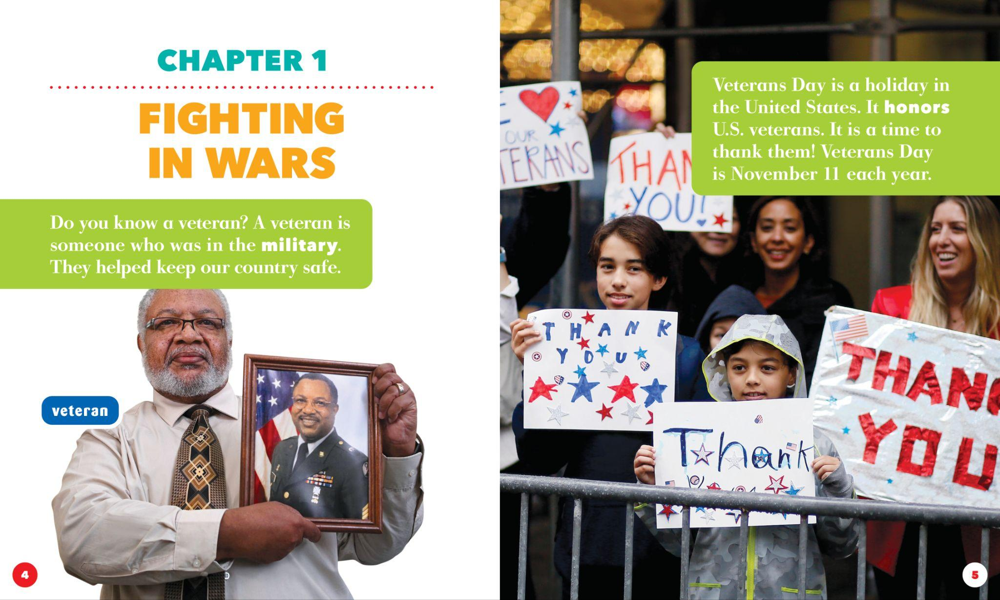 CHAPTER 1
FIGHTING
IN WARS
Do you know a veteran? A veteran is
someone who was in the military.
They helped keep our country safe.
veteran
4
Veterans Day is a holiday in
the United States. It honors
U.S. veterans. It is a time to
thank them! Veterans Day
is November 11 each year.
OUR
TERANS
THAN
YOU!
THANK
YOU
Thank
You
THANK
YOU
5